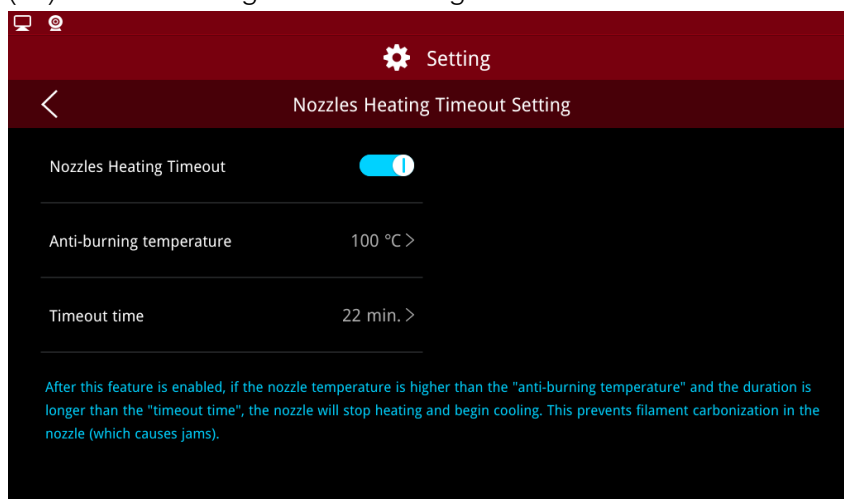 Setting
Nozzles Heating Timeout Setting
Nozzles Heating Timeout
Anti-burning temperature 100 °C >
Timeout time 22 min. >
After this feature is enabled, if the nozzle temperature is higher than the "anti-burning temperature" and the duration is
longer than the "timeout time", the nozzle will stop heating and begin cooling. This prevents filament carbonization in the
nozzle (which causes jams).